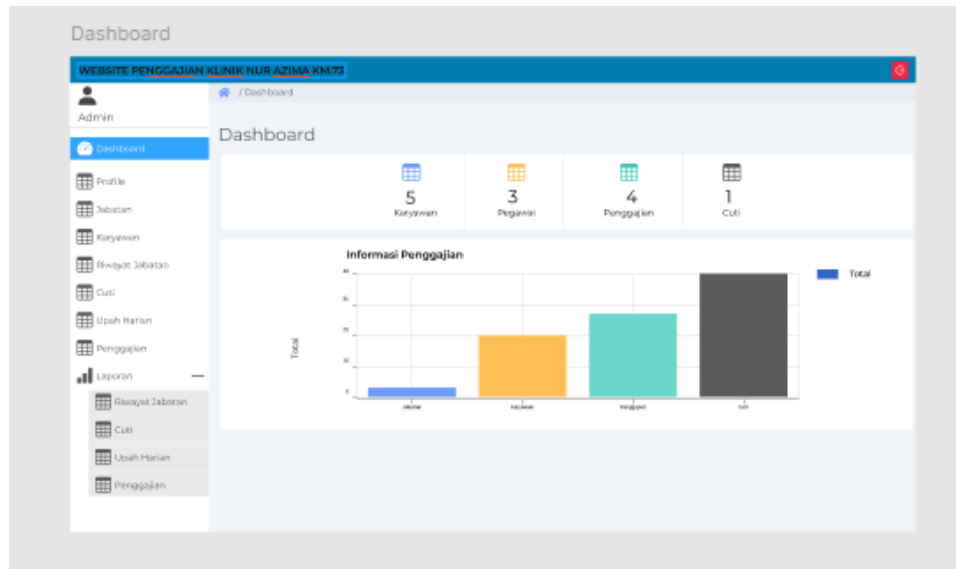 Dashboard
WEBSITE PENGGAJIAN KLINIK NUR AZIMA KM.73
/ Dashboard
Admin
Dashboard
Dashboard
Profile
Jabatan
Karyawan
Riwayat Jabatan
Cuti
Upah Harian
Penggajian
Laporan
Riwayat Jabatan
Cuti
Upah Harian
Penggajian
5
Karyawan
3
Pegawai
4
Penggajian
1
Cuti
Informasi Penggajian
Total
Total